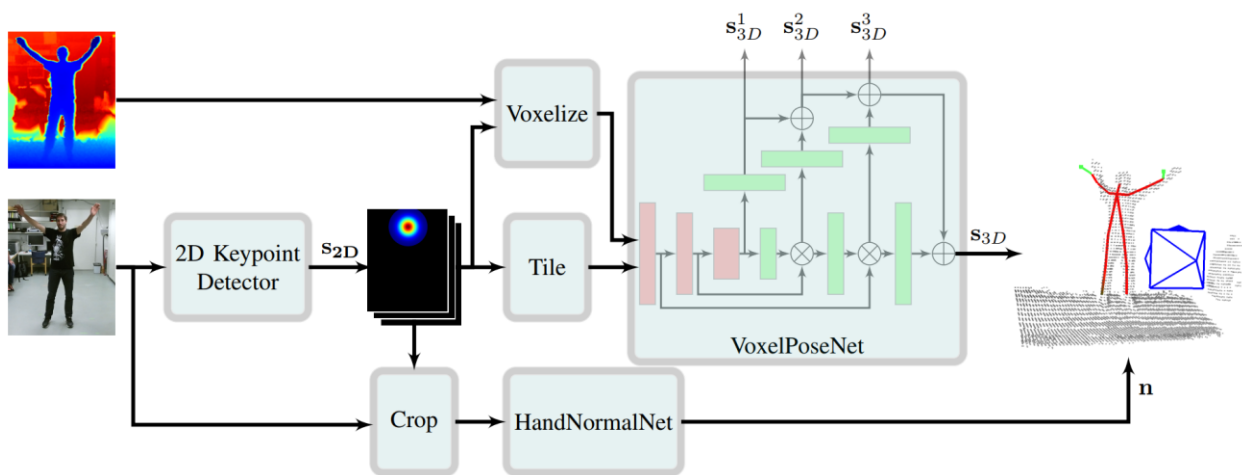 s¹3D s²3D s³3D
Voxelize
2D Keypoint
Detector
s2D
Tile
s3D
VoxelPoseNet
Crop
HandNormalNet
n